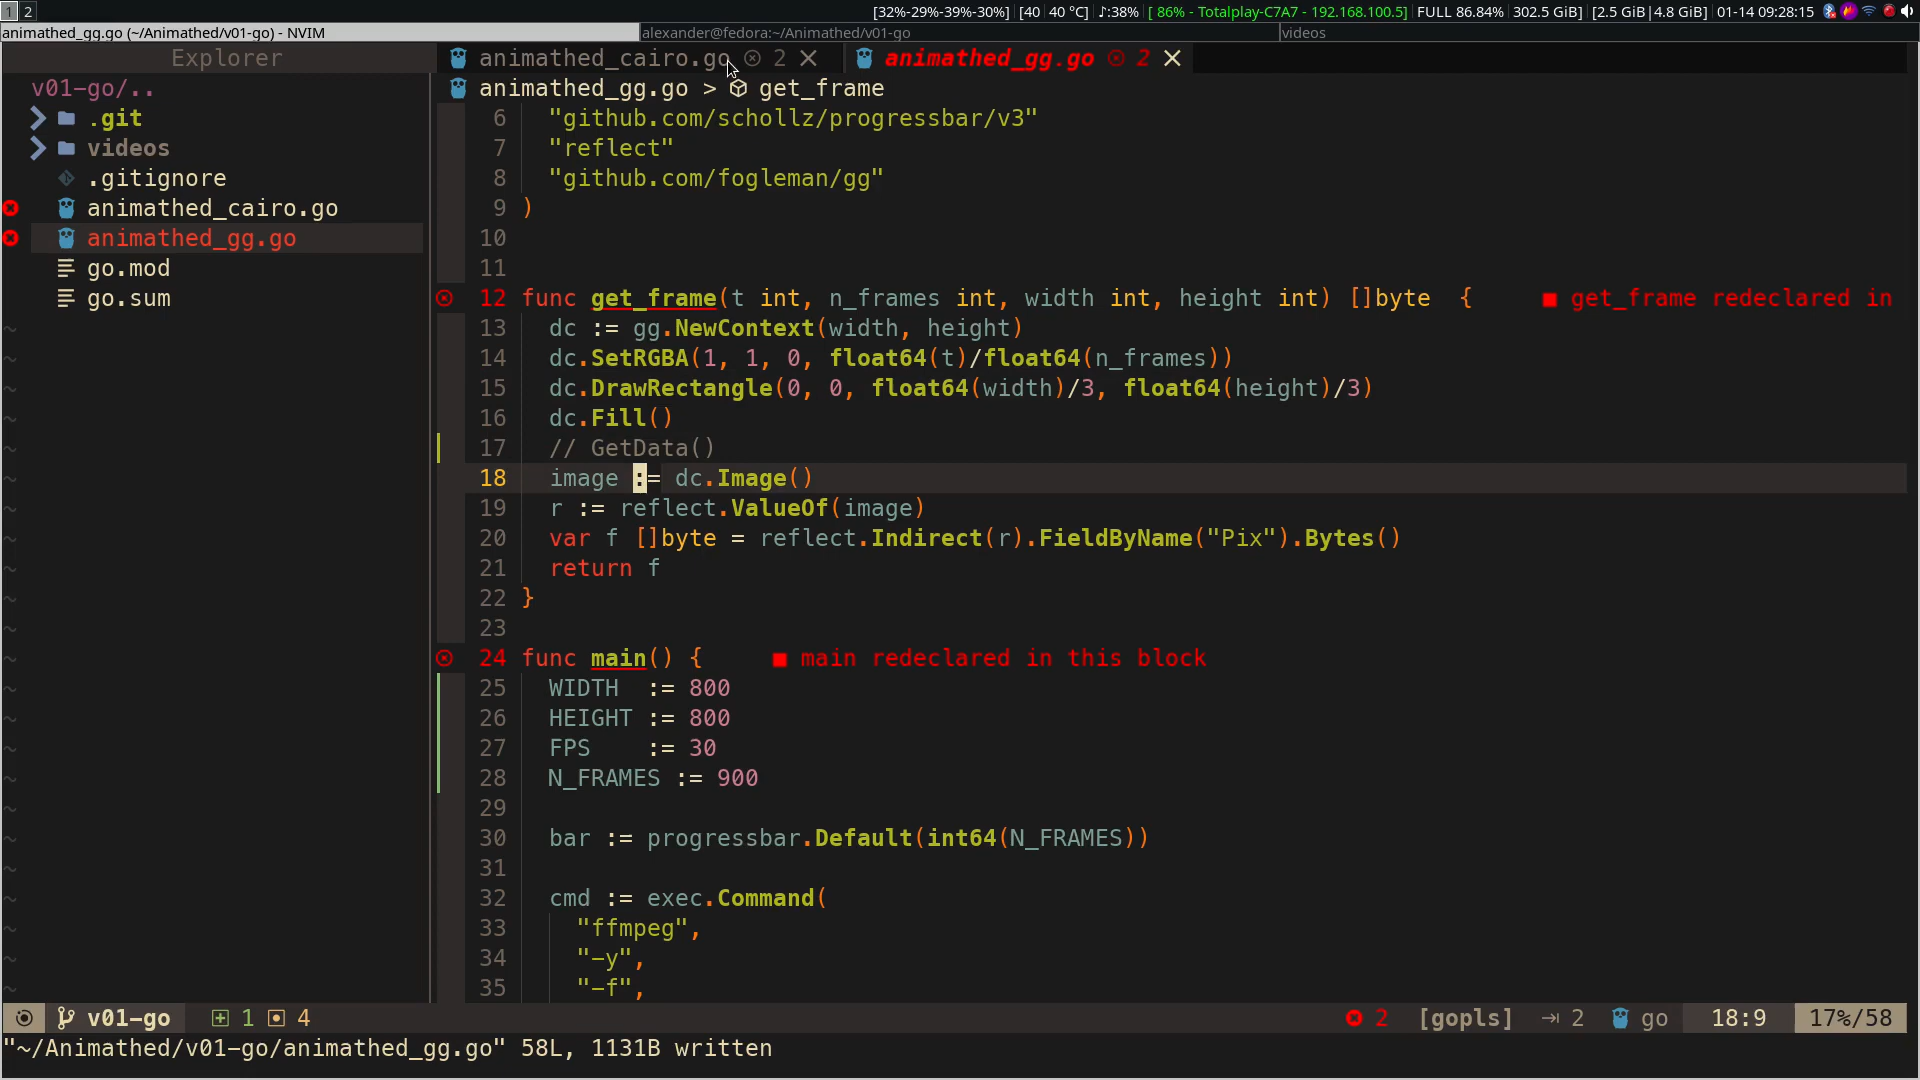 1 2 [32%-29%-39%-30%] [40 40 °C] ♪:38% [ 86% - Totalplay-C7A7 - 192.168.100.5] FULL 86.84% 302.5 GiB] [2.5 GiB|4.8 GiB] 01-14 09:28:15
animathed_gg.go (~/Animathed/v01-go) - NVIM alexander@fedora:~/Animathed/v01-go videos
Explorer
v01-go/..
.git
videos
.gitignore
animathed_cairo.go
animathed_gg.go
go.mod
go.sum
animathed_cairo.go 2 animathed_gg.go 2
animathed_gg.go > get_frame
6 "github.com/schollz/progressbar/v3"
7 "reflect"
8 "github.com/fogleman/gg"
9 )
10
11
12 func get_frame(t int, n_frames int, width int, height int) []byte { ■ get_frame redeclared in
13 dc := gg.NewContext(width, height)
14 dc.SetRGBA(1, 1, 0, float64(t)/float64(n_frames))
15 dc.DrawRectangle(0, 0, float64(width)/3, float64(height)/3)
16 dc.Fill()
17 // GetData()
18 image := dc.Image()
19 r := reflect.ValueOf(image)
20 var f []byte = reflect.Indirect(r).FieldByName("Pix").Bytes()
21 return f
22 }
23
24 func main() { ■ main redeclared in this block
25 WIDTH := 800
26 HEIGHT := 800
27 FPS := 30
28 N_FRAMES := 900
29
30 bar := progressbar.Default(int64(N_FRAMES))
31
32 cmd := exec.Command(
33 "ffmpeg",
34 "-y",
35 "-f",
v01-go 1 4 2 [gopls] 2 go 18:9 17%/58
"~/Animathed/v01-go/animathed_gg.go" 58L, 1131B written